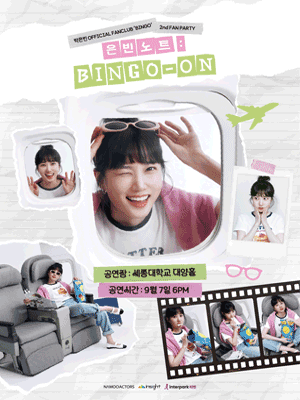 박은빈 OFFICIAL FANCLUB 'BINGO' 2nd FAN PARTY
은빈노트:
BINGO-ON
TTER
공연장 : 세종대학교 대양홀
공연시간 : 9월 7일 6PM
NAMOOACTORS
interpark